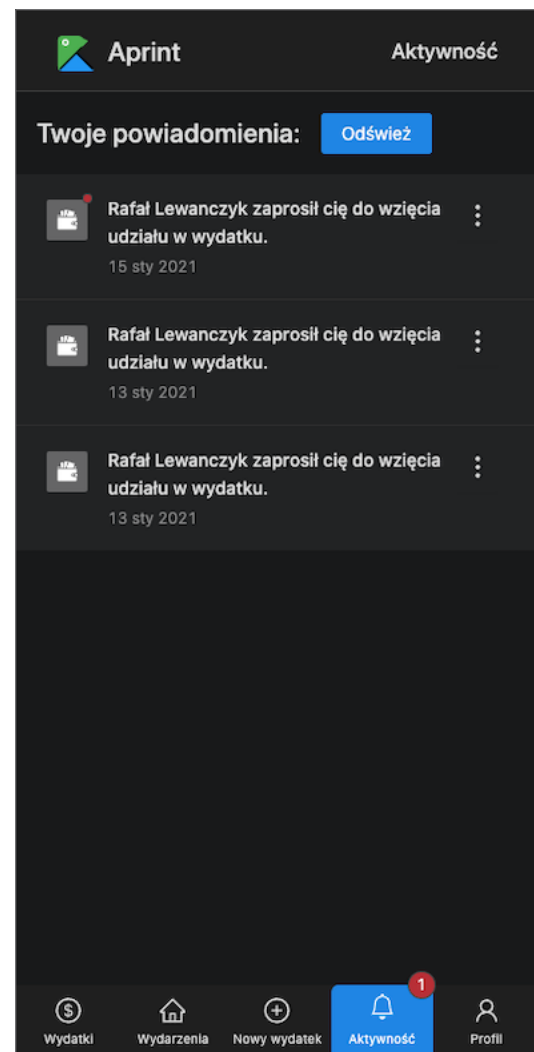 Aprint
Aktywność
Twoje powiadomienia:
Odśwież
Rafał Lewanczyk zaprosił cię do wzięcia
udziału w wydatku.
15 sty 2021
Rafał Lewanczyk zaprosił cię do wzięcia
udziału w wydatku.
13 sty 2021
Rafał Lewanczyk zaprosił cię do wzięcia
udziału w wydatku.
13 sty 2021
1
Wydatki
Wydarzenia
Nowy wydatek
Aktywność
Profil